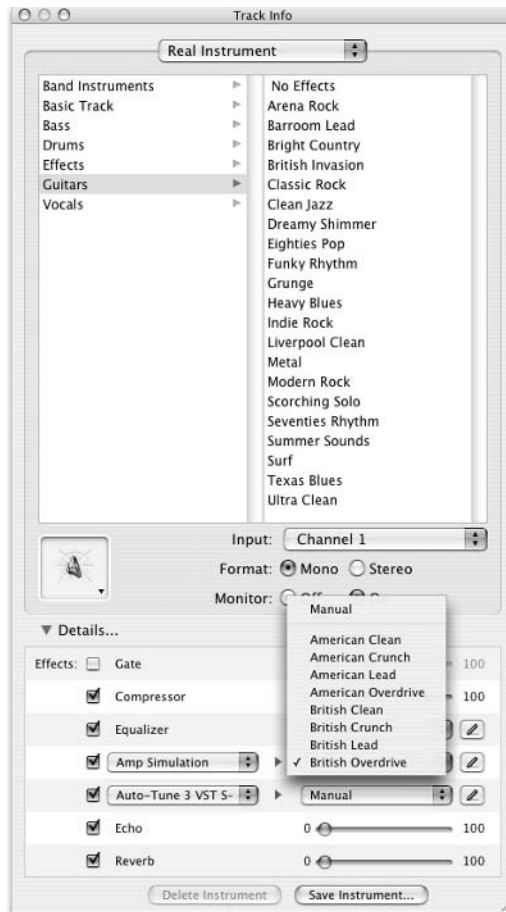 Track Info
Real Instrument
Band Instruments
Basic Track
Bass
Drums
Effects
Guitars
Vocals
No Effects
Arena Rock
Barroom Lead
Bright Country
British Invasion
Classic Rock
Clean Jazz
Dreamy Shimmer
Eighties Pop
Funky Rhythm
Grunge
Heavy Blues
Indie Rock
Liverpool Clean
Metal
Modern Rock
Scorching Solo
Seventies Rhythm
Summer Sounds
Surf
Texas Blues
Ultra Clean
Input: Channel 1
Format: Mono Stereo
Monitor:
Manual
American Clean
American Crunch
American Lead
American Overdrive
British Clean
British Crunch
British Lead
✓ British Overdrive
Details...
Effects: Gate 100
Compressor 100
Equalizer
Amp Simulation
Auto-Tune 3 VST S- Manual
Echo 0 100
Reverb 0 100
Delete Instrument Save Instrument...